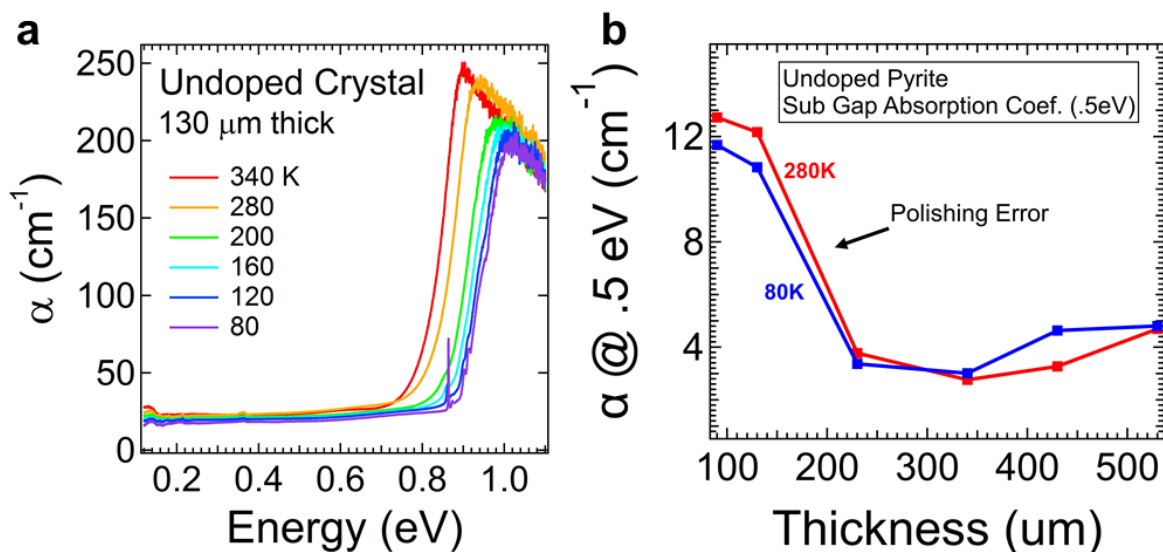 a
Undoped Crystal
130 μm thick
340 K
280
200
160
120
80
α (cm⁻¹)
250
200
150
100
50
0
0.2
0.4
0.6
0.8
1.0
Energy (eV)
b
Undoped Pyrite
Sub Gap Absorption Coef. (.5eV)
280K
80K
Polishing Error
α @ .5 eV (cm⁻¹)
12
8
4
100
200
300
400
500
Thickness (um)